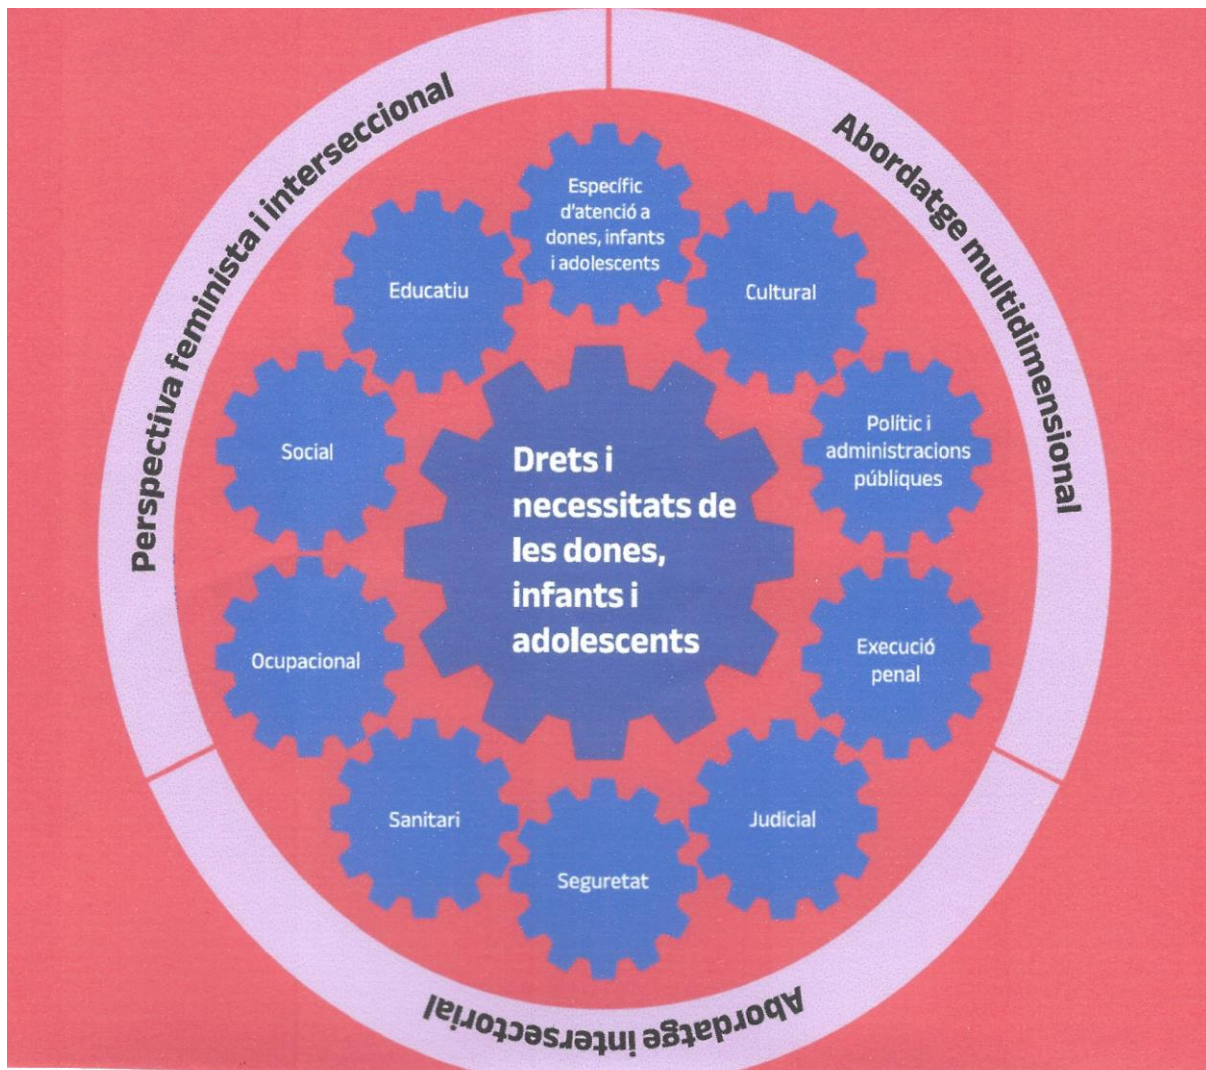 Perspectiva feminista i interseccional
Abordatge multidimensional
Específic
d'atenció a
dones, infants
i adolescents
Educatiu
Cultural
Social
Polític i
administracions
públiques
Drets i
necessitats de
les dones,
infants i
adolescents
Ocupacional
Execució
penal
Sanitari
Judicial
Seguretat
Abordatge intersectorial